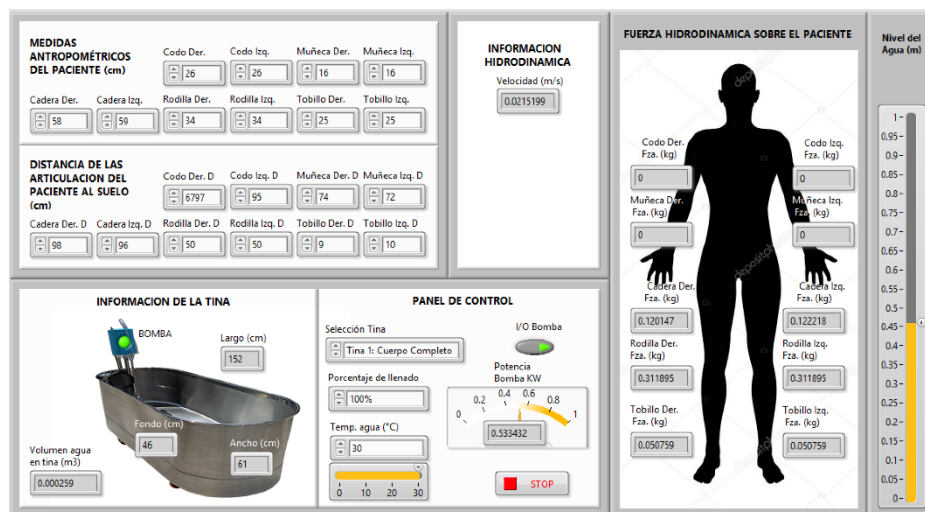 MEDIDAS
ANTROPOMÉTRICOS
DEL PACIENTE (cm)
Codo Der. Codo Izq. Muñeca Der. Muñeca Izq.
26 26 16 16
Cadera Der. Cadera Izq. Rodilla Der. Rodilla Izq. Tobillo Der. Tobillo Izq.
58 59 34 34 25 25
DISTANCIA DE LAS
ARTICULACION DEL
PACIENTE AL SUELO
(cm)
Codo Der. D Codo Izq. D Muñeca Der. D Muñeca Izq. D
6797 95 74 72
Cadera Der. D Cadera Izq. D Rodilla Der. D Rodilla Izq. D Tobillo Der. D Tobillo Izq. D
98 96 50 50 9 10
INFORMACION
HIDRODINAMICA
Velocidad (m/s)
0.0215199
FUERZA HIDRODINAMICA SOBRE EL PACIENTE
depositphotos
Codo Der.
Fza. (kg)
0
Codo Izq.
Fza. (kg)
0
Muñeca Der.
Fza. (kg)
0
Muñeca Izq.
Fza. (kg)
0
Cadera Der.
Fza. (kg)
0.120147
Cadera Izq.
Fza. (kg)
0.122218
Rodilla Der.
Fza. (kg)
0.311895
Rodilla Izq.
Fza. (kg)
0.311895
Tobillo Der.
Fza. (kg)
0.050759
Tobillo Izq.
Fza. (kg)
0.050759
Nivel del
Agua (m)
1
0.95
0.9
0.85
0.8
0.75
0.7
0.65
0.6
0.55
0.5
0.45
0.4
0.35
0.3
0.25
0.2
0.15
0.1
0.05
0
INFORMACION DE LA TINA
BOMBA
Largo (cm)
152
Fondo (cm)
46
Ancho (cm)
61
Volumen agua
en tina (m3)
0.000259
PANEL DE CONTROL
Selección Tina
Tina 1: Cuerpo Completo
I/O Bomba
Porcentaje de llenado
100%
Potencia
Bomba KW
0 0.2 0.4 0.6 0.8 1
0.533432
Temp. agua (°C)
30
0 10 20 30
STOP